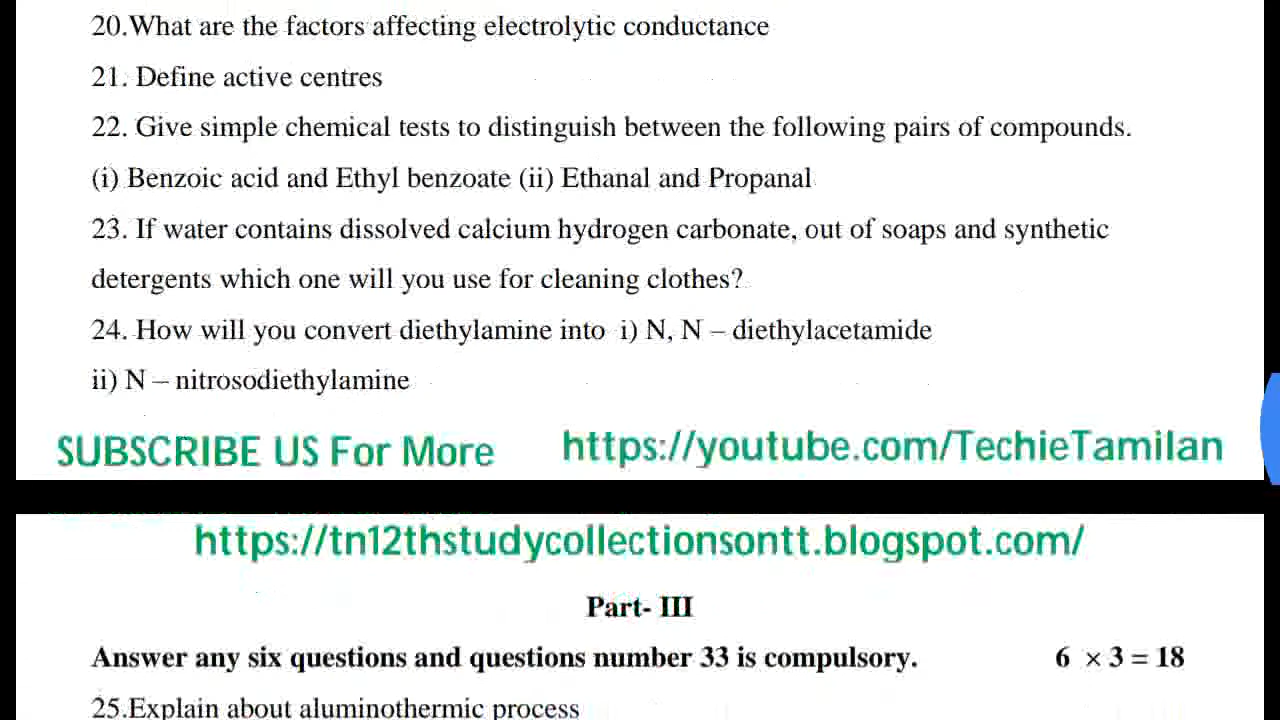 20.What are the factors affecting electrolytic conductance
21. Define active centres
22. Give simple chemical tests to distinguish between the following pairs of compounds.
(i) Benzoic acid and Ethyl benzoate (ii) Ethanal and Propanal
23. If water contains dissolved calcium hydrogen carbonate, out of soaps and synthetic
detergents which one will you use for cleaning clothes?
24. How will you convert diethylamine into i) N, N – diethylacetamide
ii) N – nitrosodiethylamine
SUBSCRIBE US For More https://youtube.com/TechieTamilan
https://tn12thstudycollectionsontt.blogspot.com/
Part- III
Answer any six questions and questions number 33 is compulsory. 6 × 3 = 18
25.Explain about aluminothermic process